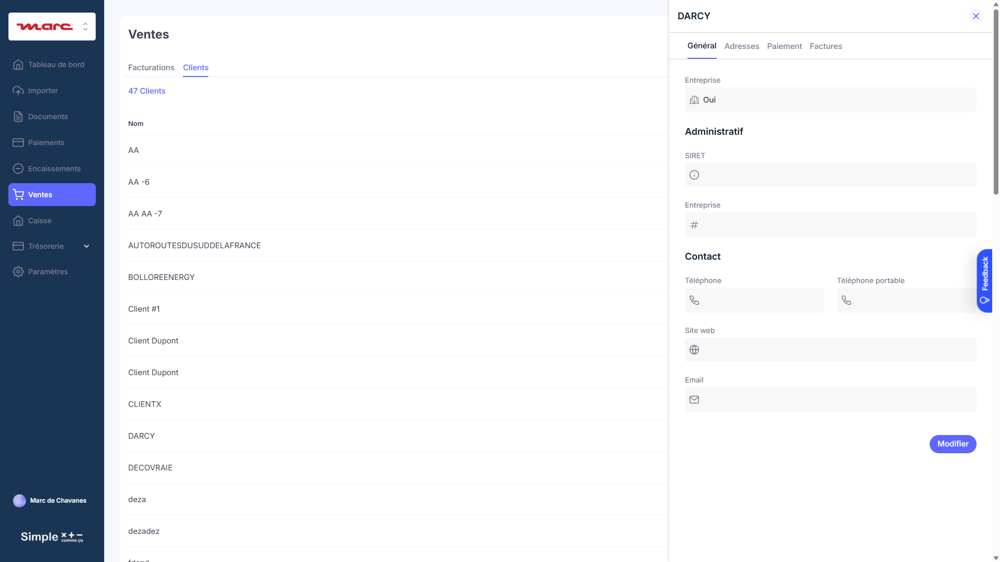 marc
Tableau de bord
Importer
Documents
Paiements
Encaissements
Ventes
Caisse
Trésorerie
Paramètres
Marc de Chavanes
Simple x+−
comme ça
Ventes
Facturations Clients
47 Clients
Nom
AA
AA -6
AA AA -7
AUTOROUTESDUSUDDELAFRANCE
BOLLOREENERGY
Client #1
Client Dupont
Client Dupont
CLIENTX
DARCY
DECOVRAIE
deza
dezadez
DARCY
Général Adresses Paiement Factures
Entreprise
Oui
Administratif
SIRET
Entreprise
Contact
Téléphone Téléphone portable
Site web
Email
Modifier
Feedback